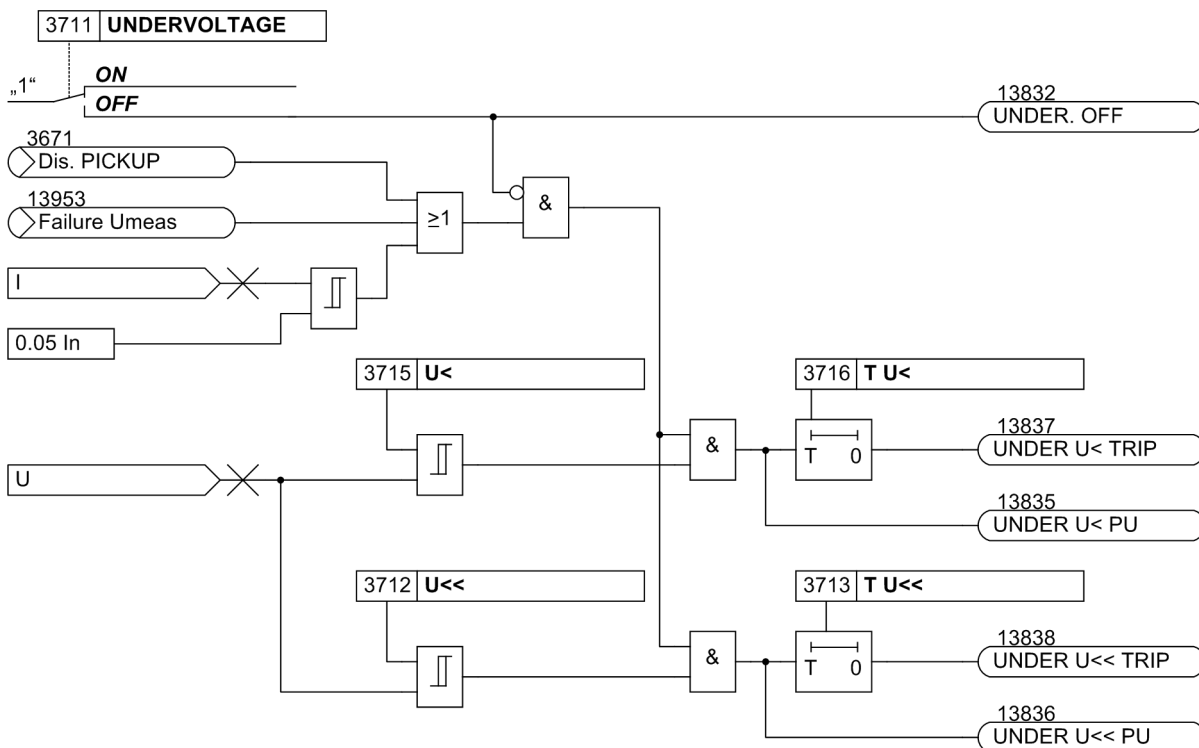 3711 UNDERVOLTAGE
„1“
ON
OFF
13832
UNDER. OFF
3671
Dis. PICKUP
13953
Failure Umeas
≥1
&
I
0.05 In
3715 U<
3716 T U<
&
T 0
13837
UNDER U< TRIP
U
13835
UNDER U< PU
3712 U<<
3713 T U<<
&
T 0
13838
UNDER U<< TRIP
13836
UNDER U<< PU